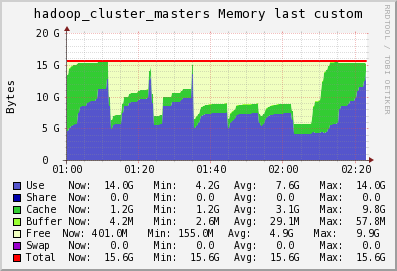 hadoop_cluster_masters Memory last custom
RRDTOOL / TOBI OETIKER
Bytes
20 G
15 G
10 G
5 G
0
01:00 01:20 01:40 02:00 02:20
Use Now: 14.0G Min: 4.2G Avg: 7.6G Max: 14.0G
Share Now: 0.0 Min: 0.0 Avg: 0.0 Max: 0.0
Cache Now: 1.2G Min: 1.2G Avg: 3.1G Max: 9.8G
Buffer Now: 4.2M Min: 2.6M Avg: 29.1M Max: 57.8M
Free Now: 401.0M Min: 155.0M Avg: 4.9G Max: 9.9G
Swap Now: 0.0 Min: 0.0 Avg: 0.0 Max: 0.0
Total Now: 15.6G Min: 15.6G Avg: 15.6G Max: 15.6G